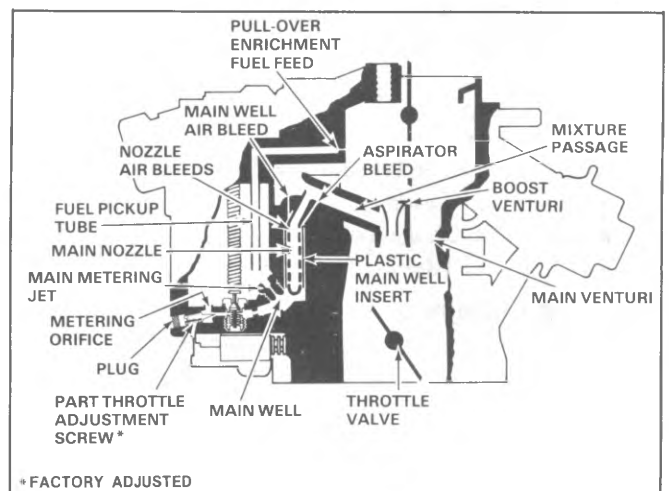 PULL-OVER
ENRICHMENT
FUEL FEED
MAIN WELL
AIR BLEED
MIXTURE
PASSAGE
NOZZLE
AIR BLEEDS
ASPIRATOR
BLEED
BOOST
VENTURI
FUEL PICKUP
TUBE
MAIN NOZZLE
PLASTIC
MAIN WELL
INSERT
MAIN METERING
JET
MAIN VENTURI
METERING
ORIFICE
PLUG
PART THROTTLE
ADJUSTMENT
SCREW*
MAIN WELL
THROTTLE
VALVE
*FACTORY ADJUSTED